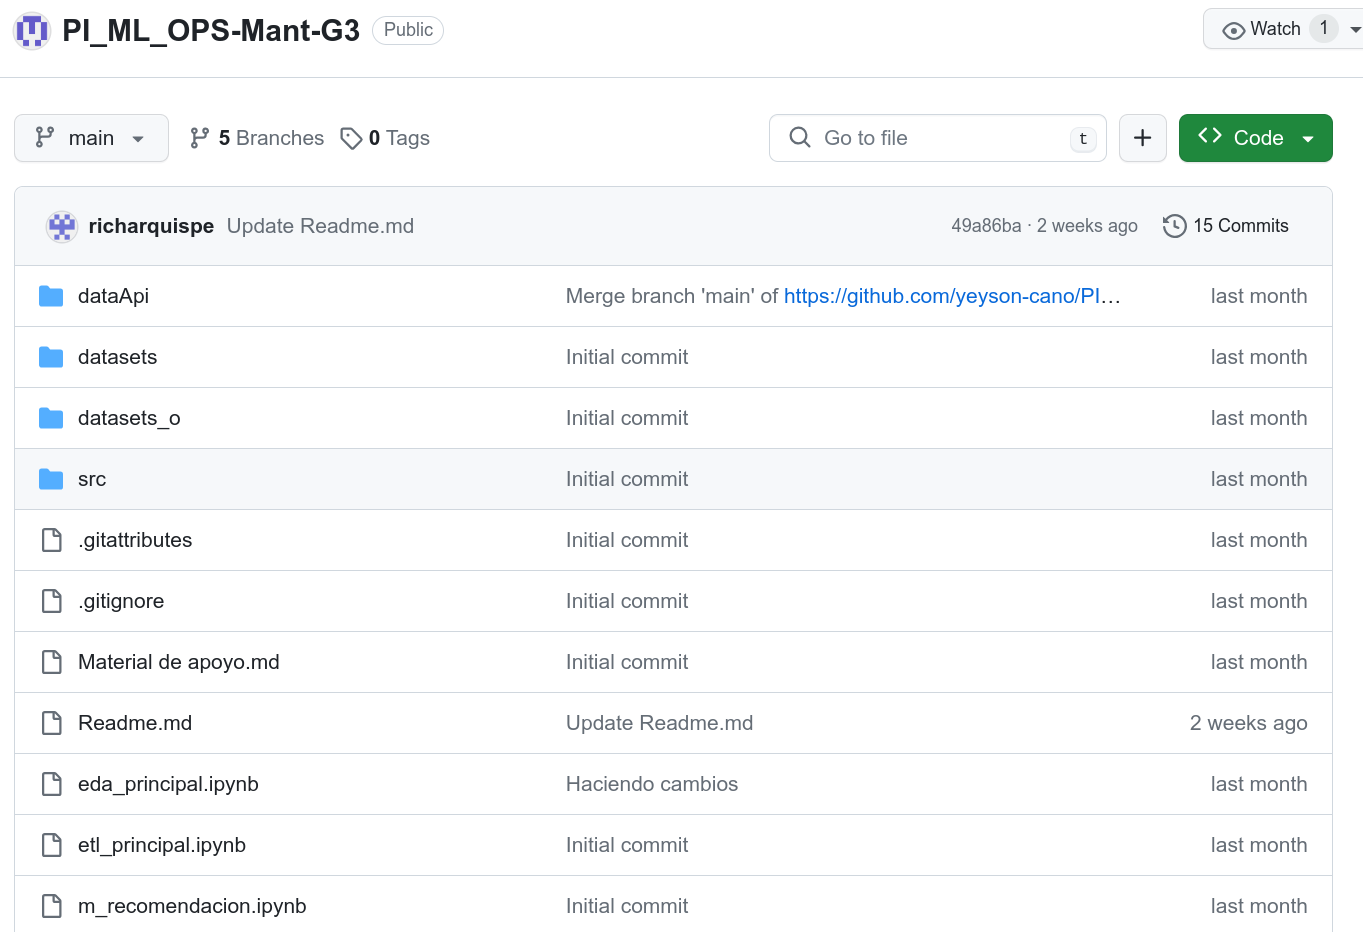 PI_ML_OPS-Mant-G3 Public Watch 1
main 5 Branches 0 Tags Go to file t + Code
richarquispe Update Readme.md 49a86ba · 2 weeks ago 15 Commits
dataApi Merge branch 'main' of https://github.com/yeyson-cano/PI… last month
datasets Initial commit last month
datasets_o Initial commit last month
src Initial commit last month
.gitattributes Initial commit last month
.gitignore Initial commit last month
Material de apoyo.md Initial commit last month
Readme.md Update Readme.md 2 weeks ago
eda_principal.ipynb Haciendo cambios last month
etl_principal.ipynb Initial commit last month
m_recomendacion.ipynb Initial commit last month